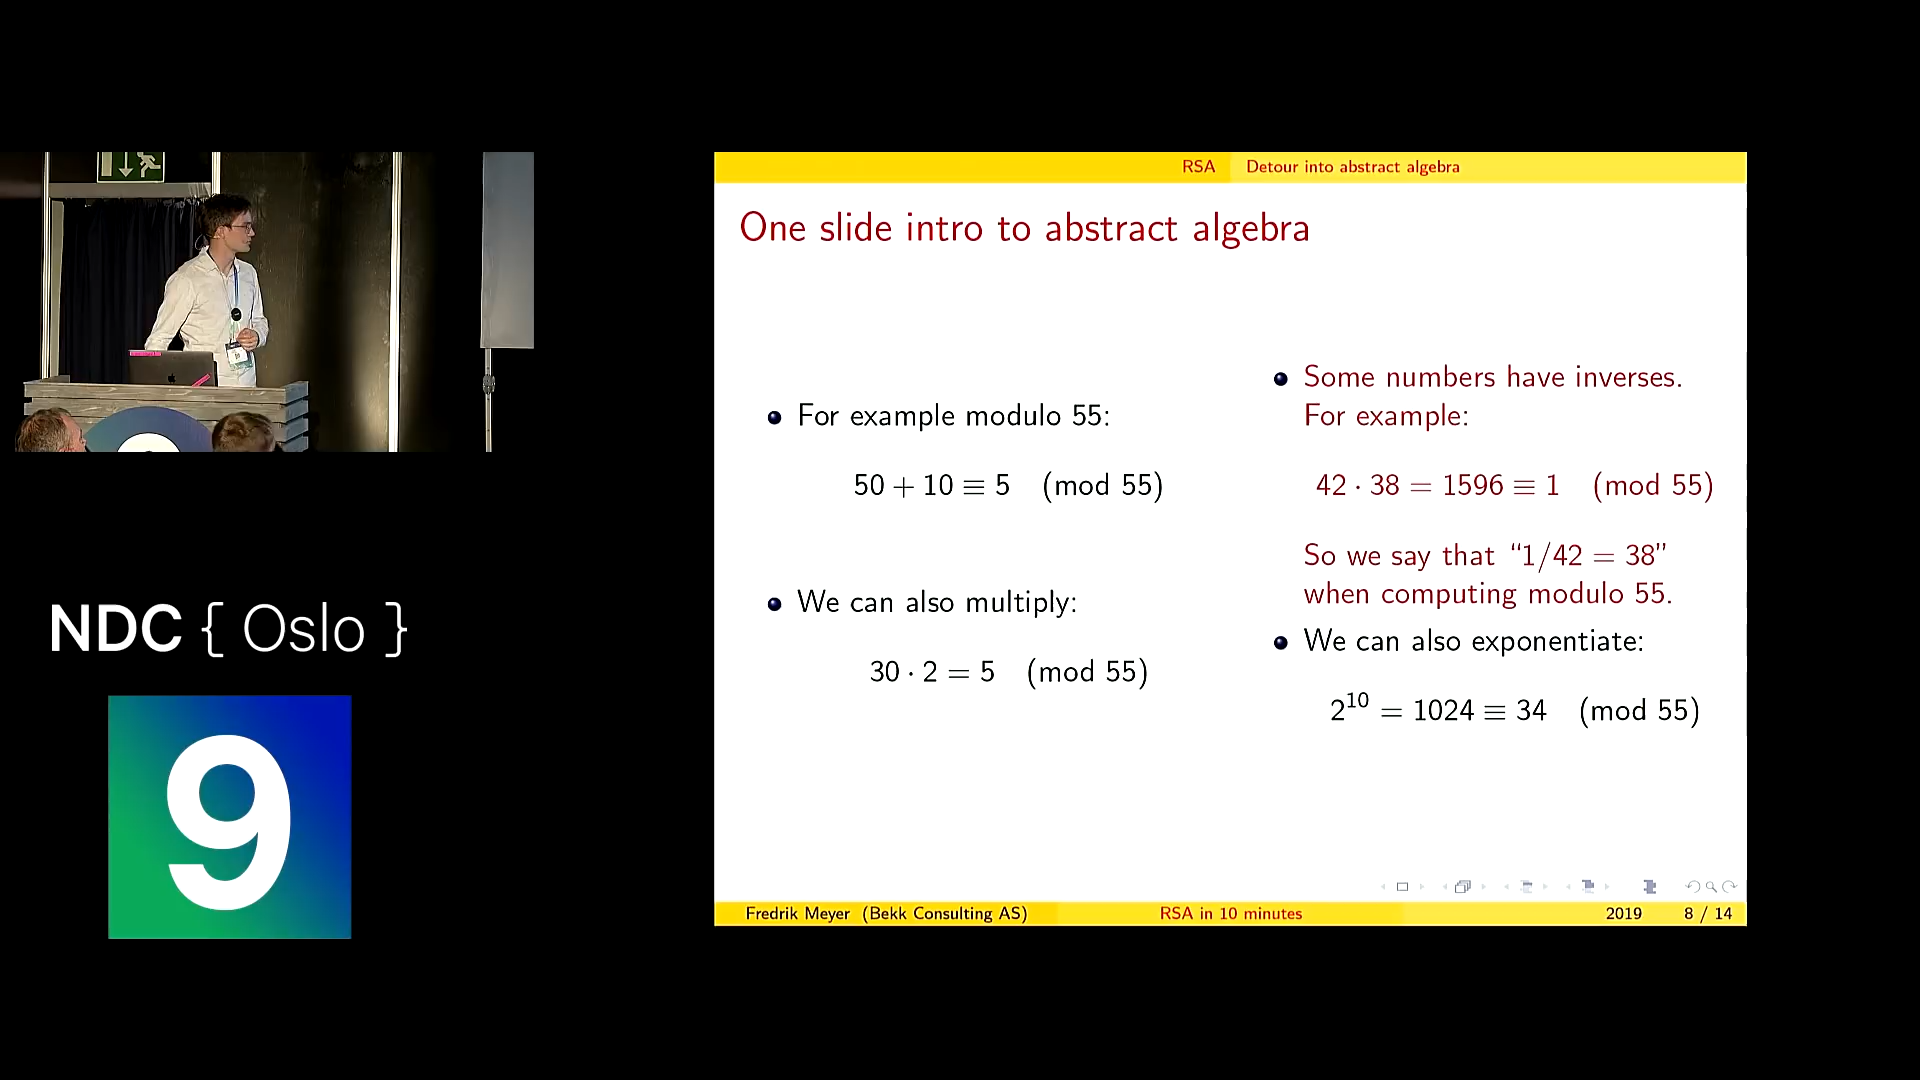 RSA Detour into abstract algebra
One slide intro to abstract algebra
• For example modulo 55:
50 + 10 ≡ 5 (mod 55)
• We can also multiply:
30 · 2 = 5 (mod 55)
• Some numbers have inverses.
For example:
42 · 38 = 1596 ≡ 1 (mod 55)
So we say that “1/42 = 38”
when computing modulo 55.
• We can also exponentiate:
2¹⁰ = 1024 ≡ 34 (mod 55)
Fredrik Meyer (Bekk Consulting AS) RSA in 10 minutes 2019 8 / 14
NDC { Oslo }
9